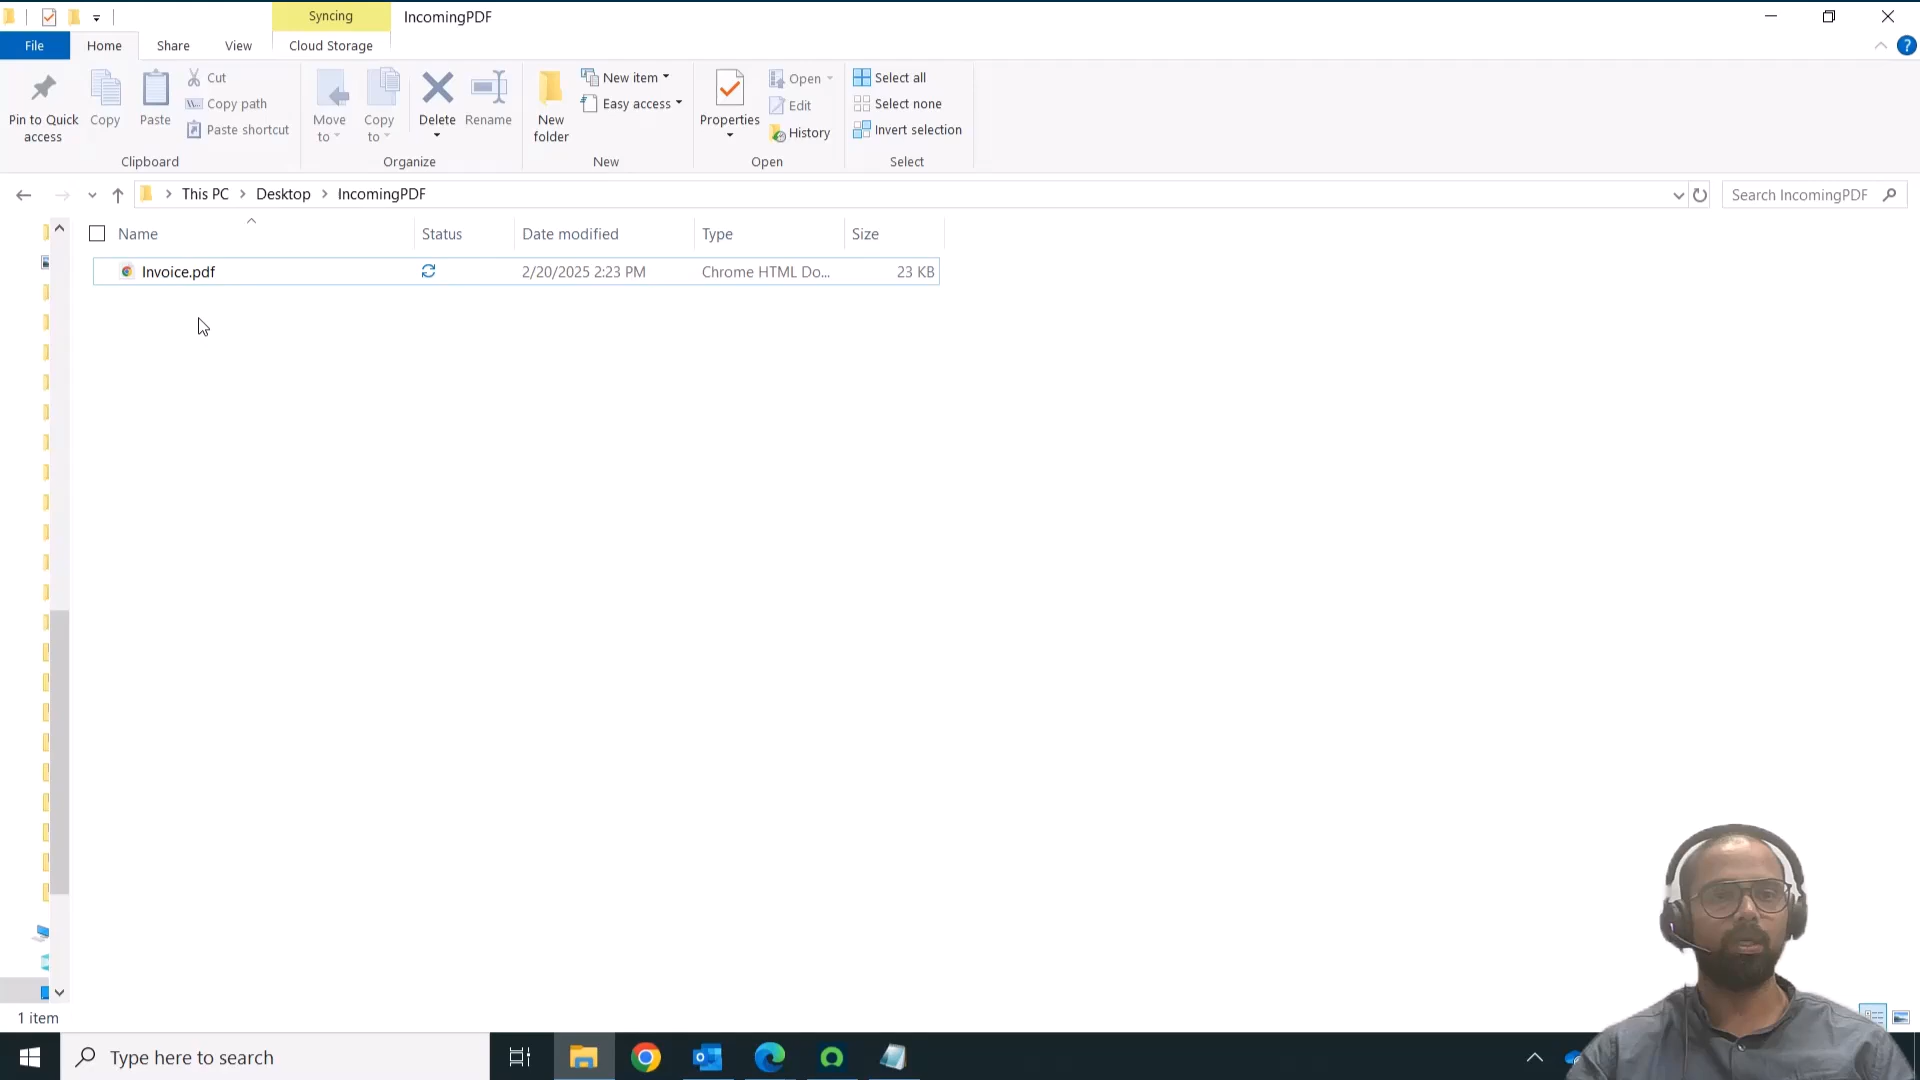 Syncing
IncomingPDF
File
Home
Share
View
Cloud Storage
Pin to Quick access
Copy
Paste
Cut
Copy path
Paste shortcut
Clipboard
Move to
Copy to
Delete
Rename
Organize
New folder
New item
Easy access
New
Properties
Open
Edit
History
Open
Select all
Select none
Invert selection
Select
This PC
Desktop
IncomingPDF
Search IncomingPDF
Name
Status
Date modified
Type
Size
Invoice.pdf
2/20/2025 2:23 PM
Chrome HTML Do...
23 KB
1 item
Type here to search